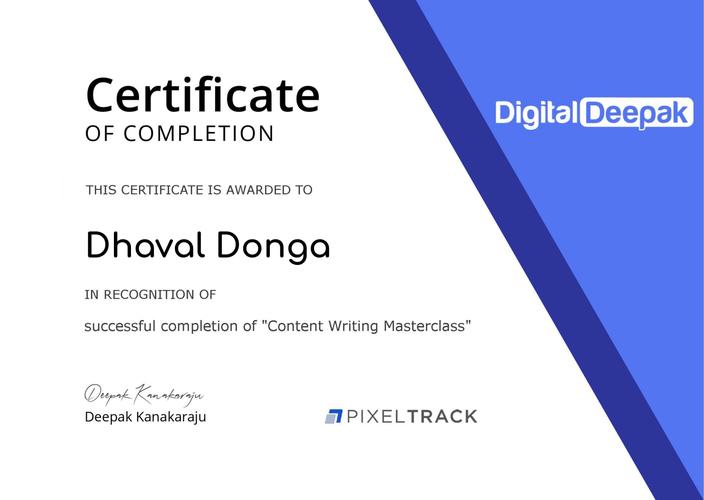 Certificate
OF COMPLETION
DigitalDeepak
THIS CERTIFICATE IS AWARDED TO
Dhaval Donga
IN RECOGNITION OF
successful completion of "Content Writing Masterclass"
Deepak Kanakaraju
Deepak Kanakaraju
PIXELTRACK